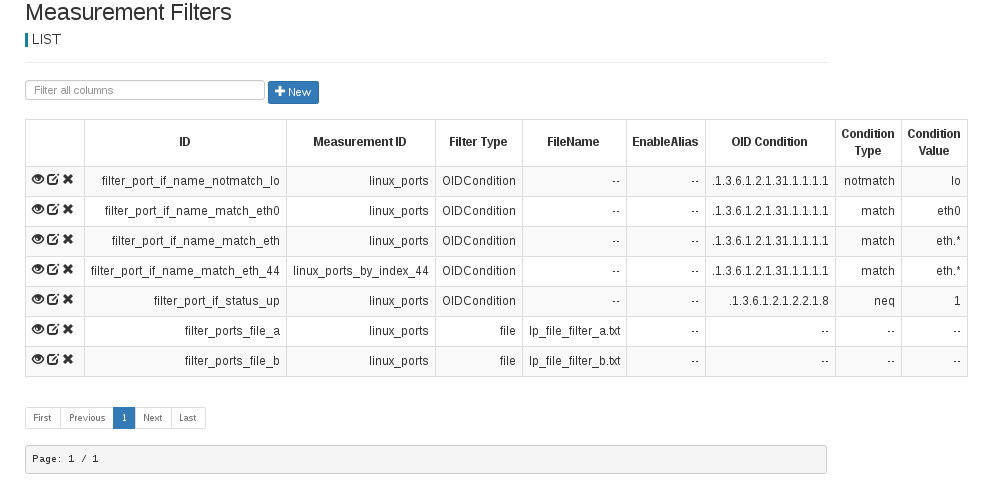 Measurement Filters
LIST
Filter all columns
New
ID Measurement ID Filter Type FileName EnableAlias OID Condition Condition Type Condition Value
filter_port_if_name_notmatch_lo linux_ports OIDCondition -- -- .1.3.6.1.2.1.31.1.1.1.1 notmatch lo
filter_port_if_name_match_eth0 linux_ports OIDCondition -- -- .1.3.6.1.2.1.31.1.1.1.1 match eth0
filter_port_if_name_match_eth linux_ports OIDCondition -- -- .1.3.6.1.2.1.31.1.1.1.1 match eth.*
filter_port_if_name_match_eth_44 linux_ports_by_index_44 OIDCondition -- -- .1.3.6.1.2.1.31.1.1.1.1 match eth.*
filter_port_if_status_up linux_ports OIDCondition -- -- .1.3.6.1.2.1.2.2.1.8 neq 1
filter_ports_file_a linux_ports file lp_file_filter_a.txt -- -- -- --
filter_ports_file_b linux_ports file lp_file_filter_b.txt -- -- -- --
First Previous 1 Next Last
Page: 1 / 1